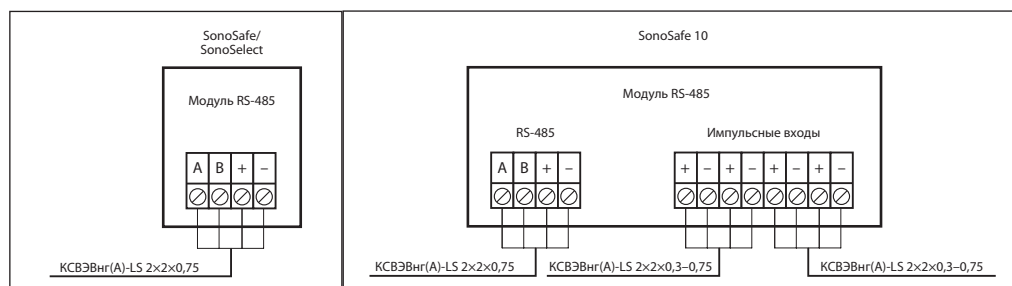 SonoSafe/
SonoSelect
Модуль RS-485
A B + –
КСВЭВнг(А)-LS 2×2×0,75
SonoSafe 10
Модуль RS-485
RS-485
Импульсные входы
A B + –
+ – + – + – + –
КСВЭВнг(А)-LS 2×2×0,75
КСВЭВнг(А)-LS 2×2×0,3–0,75
КСВЭВнг(А)-LS 2×2×0,3–0,75